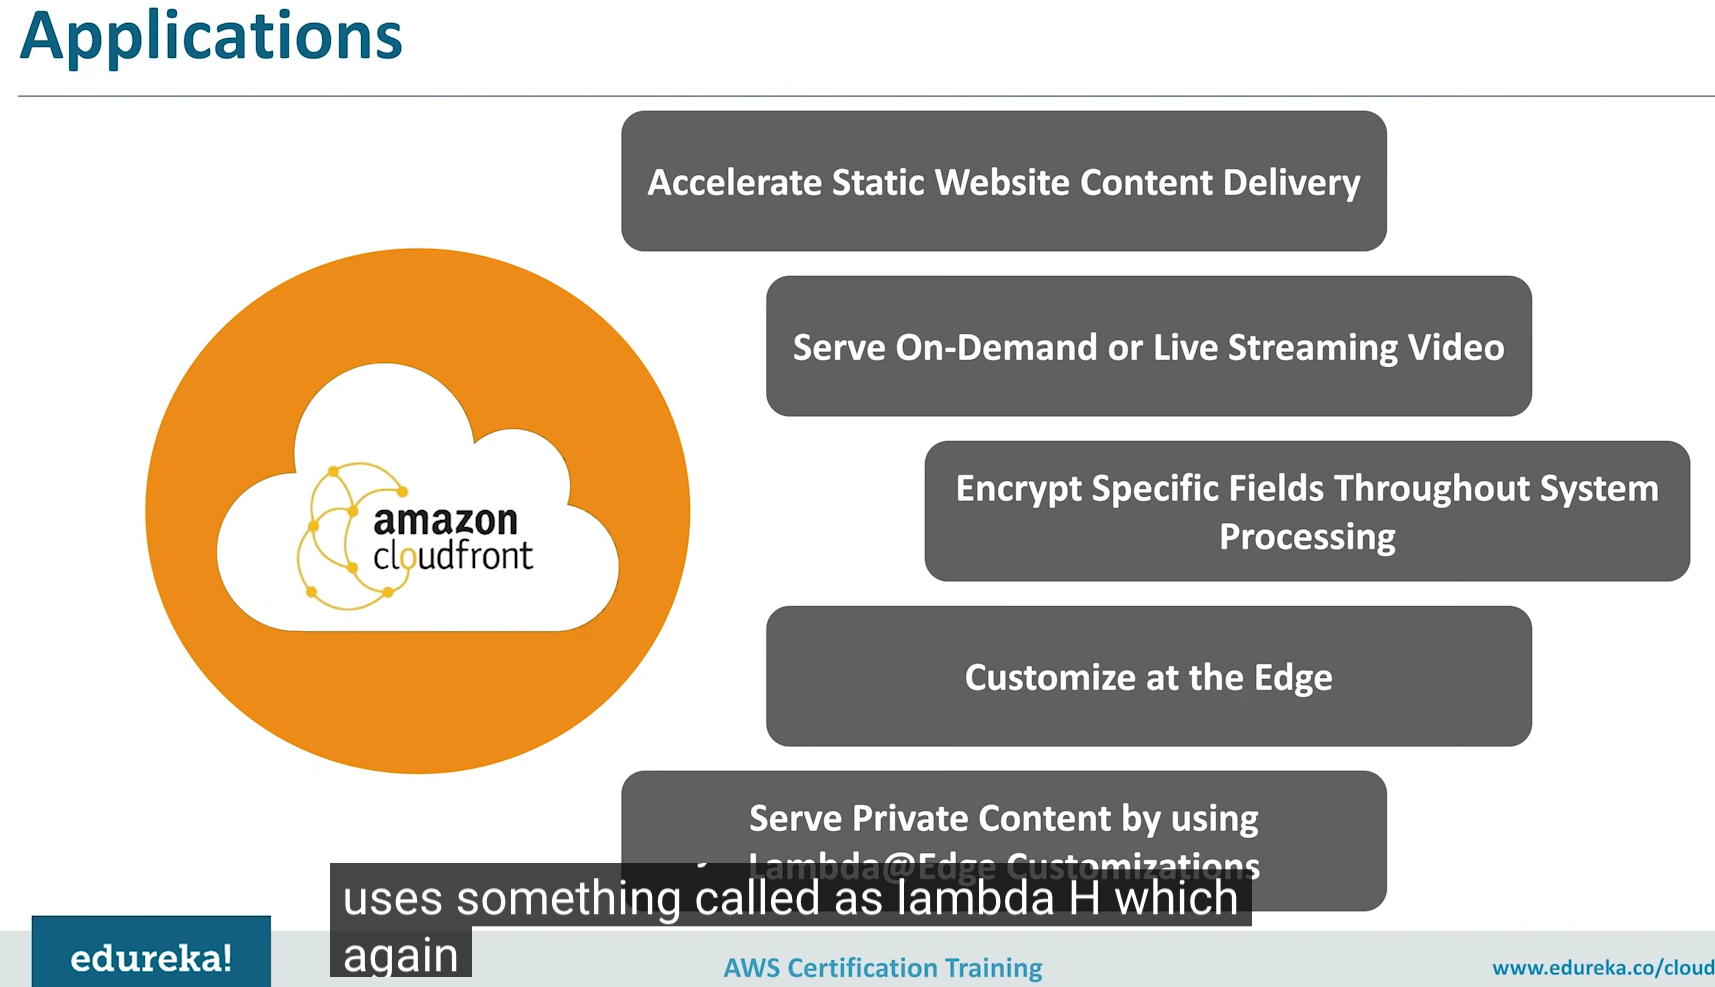 Applications
Accelerate Static Website Content Delivery
Serve On-Demand or Live Streaming Video
Encrypt Specific Fields Throughout System
Processing
amazon
cloudfront
Customize at the Edge
Serve Private Content by using
Lambda@Edge Customizations
uses something called as lambda H which
again
edureka!
AWS Certification Training
www.edureka.co/cloud